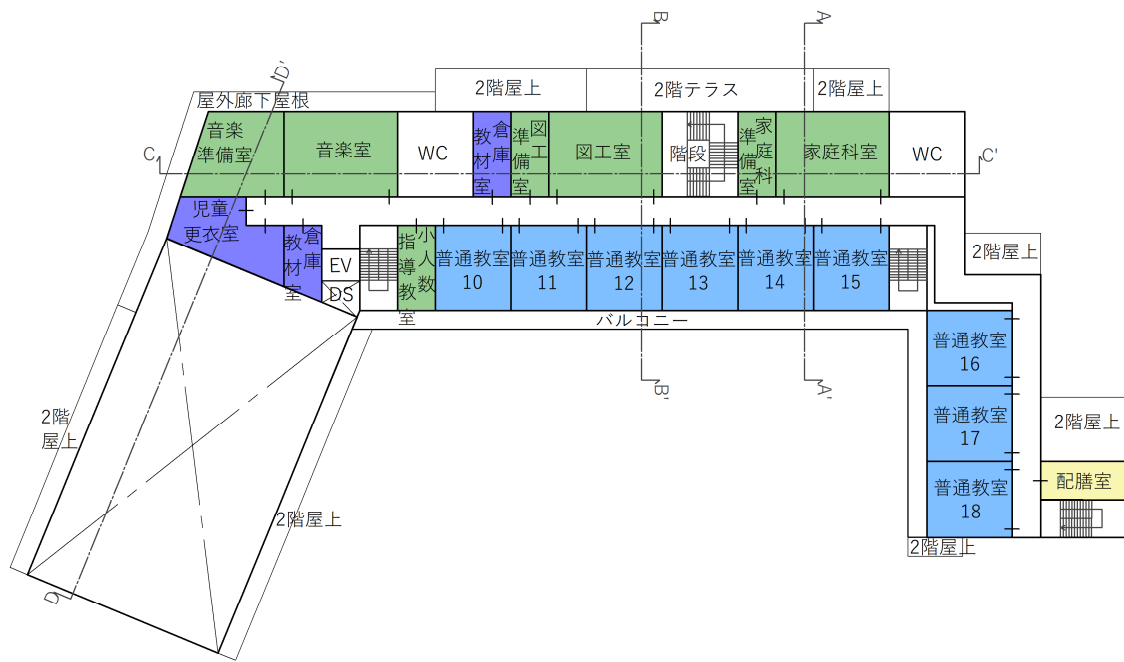 B
A
D'
2階屋上
2階テラス
2階屋上
屋外廊下屋根
音楽
準備室
音楽室
WC
倉庫
教材室
図工
準備室
図工室
階段
家庭科
準備室
家庭科室
WC
C
C'
児童
更衣室
倉庫
教材室
EV
DS
小人数
指導教室
普通教室
10
普通教室
11
普通教室
12
普通教室
13
普通教室
14
普通教室
15
2階屋上
バルコニー
普通教室
16
B'
A'
2階
屋上
普通教室
17
2階屋上
配膳室
普通教室
18
2階屋上
2階屋上
D